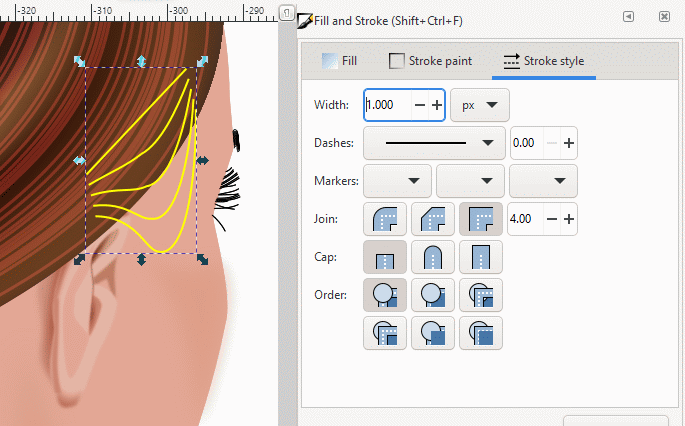 -320 -310 -300 -290
Fill and Stroke (Shift+Ctrl+F)
Fill Stroke paint Stroke style
Width: 1.000 px
Dashes: 0.00
Markers:
Join: 4.00
Cap:
Order: